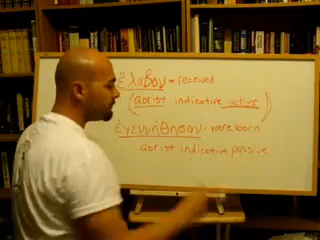 ἔλαβον = received
(aorist indicative active)
ἐγεννήθησαν = were born
aorist indicative passive